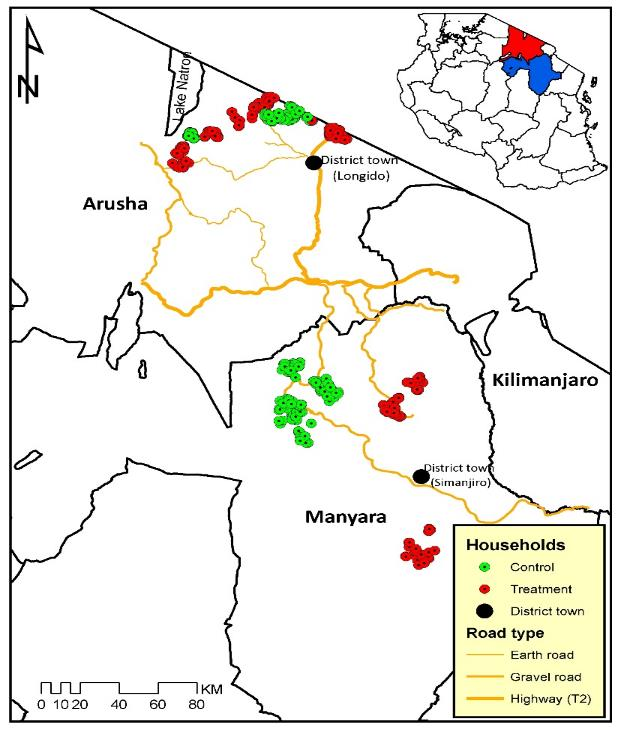 N
Lake Natron
District town
(Longido)
Arusha
Kilimanjaro
District town
(Simanjiro)
Manyara
Households
Control
Treatment
District town
Road type
Earth road
Gravel road
Highway (T2)
KM
0 10 20 40 60 80